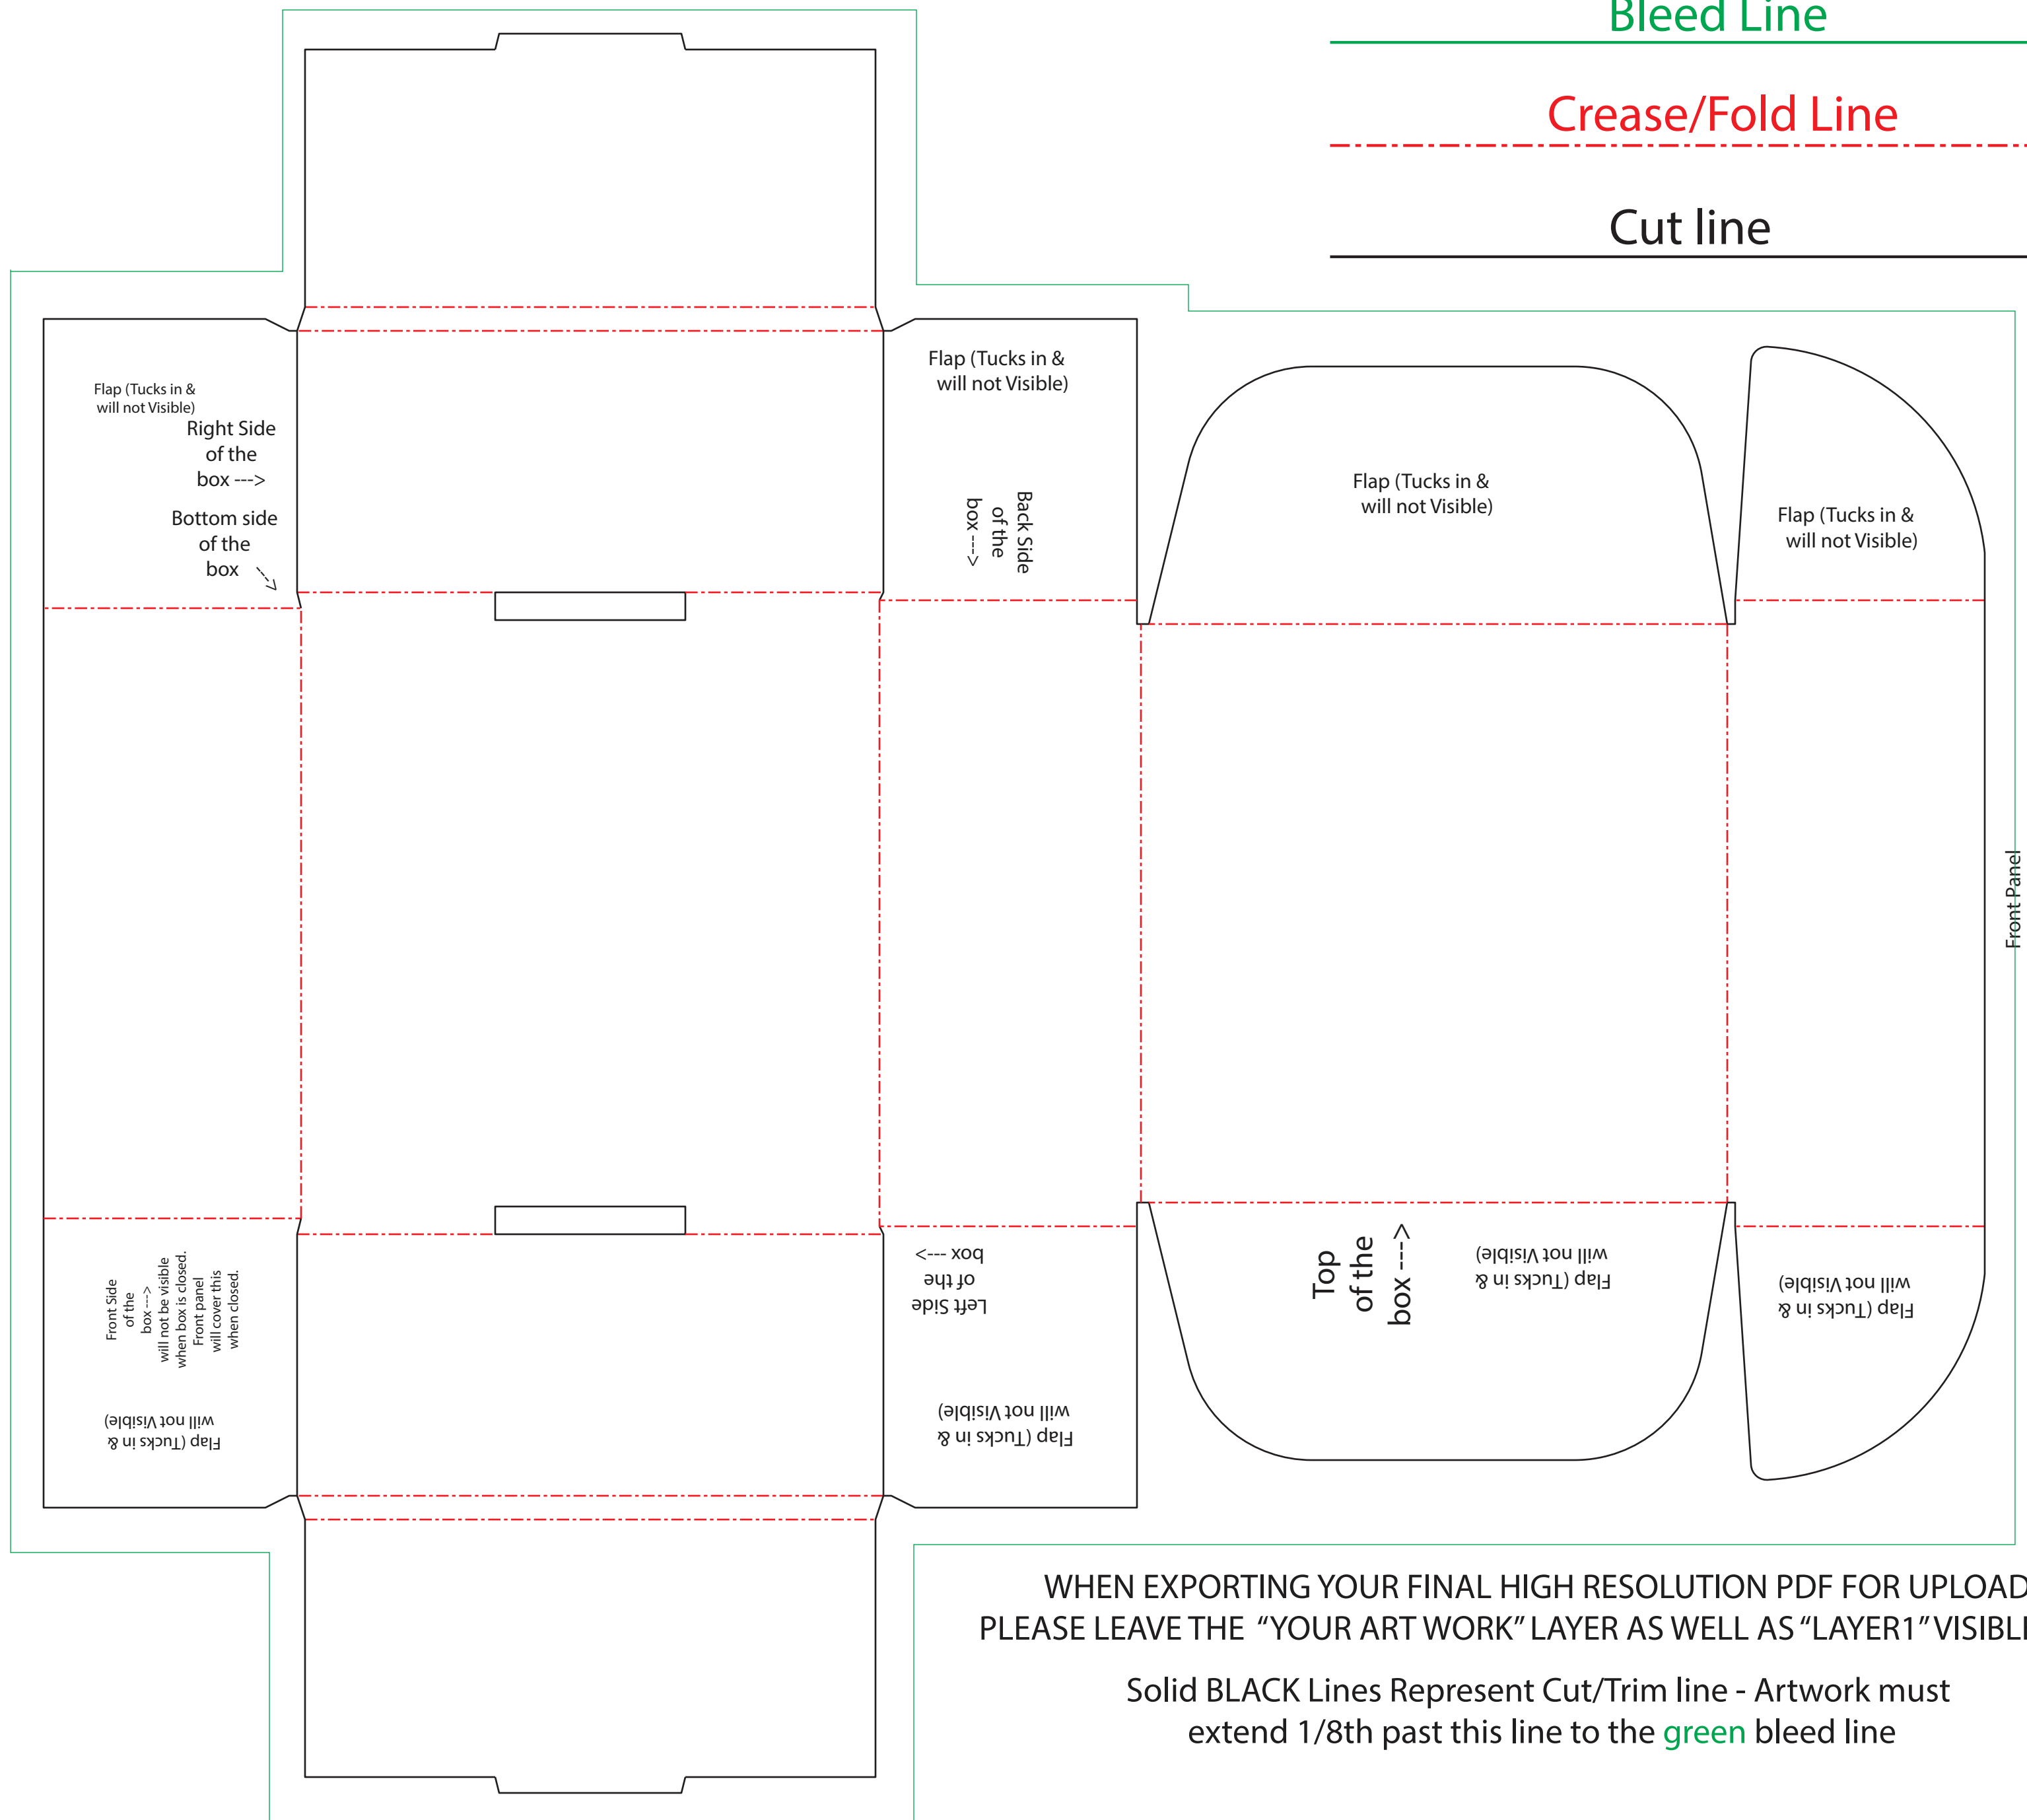 Bleed Line
Crease/Fold Line
Cut line
Flap (Tucks in &
will not Visible)
Right Side
of the
box --->
Bottom side
of the
box
Flap (Tucks in &
will not Visible)
Back Side
of the
box --->
Flap (Tucks in &
will not Visible)
Flap (Tucks in &
will not Visible)
Front Panel
Front Side
of the
box --->
will not be visible
when box is closed.
Front panel
will cover this
when closed.
Flap (Tucks in &
will not Visible)
Left Side
of the
box --->
Flap (Tucks in &
will not Visible)
Top
of the
box --->
Flap (Tucks in &
will not Visible)
Flap (Tucks in &
will not Visible)
WHEN EXPORTING YOUR FINAL HIGH RESOLUTION PDF FOR UPLOAD
PLEASE LEAVE THE “YOUR ART WORK” LAYER AS WELL AS “LAYER1” VISIBLE
Solid BLACK Lines Represent Cut/Trim line - Artwork must
extend 1/8th past this line to the green bleed line